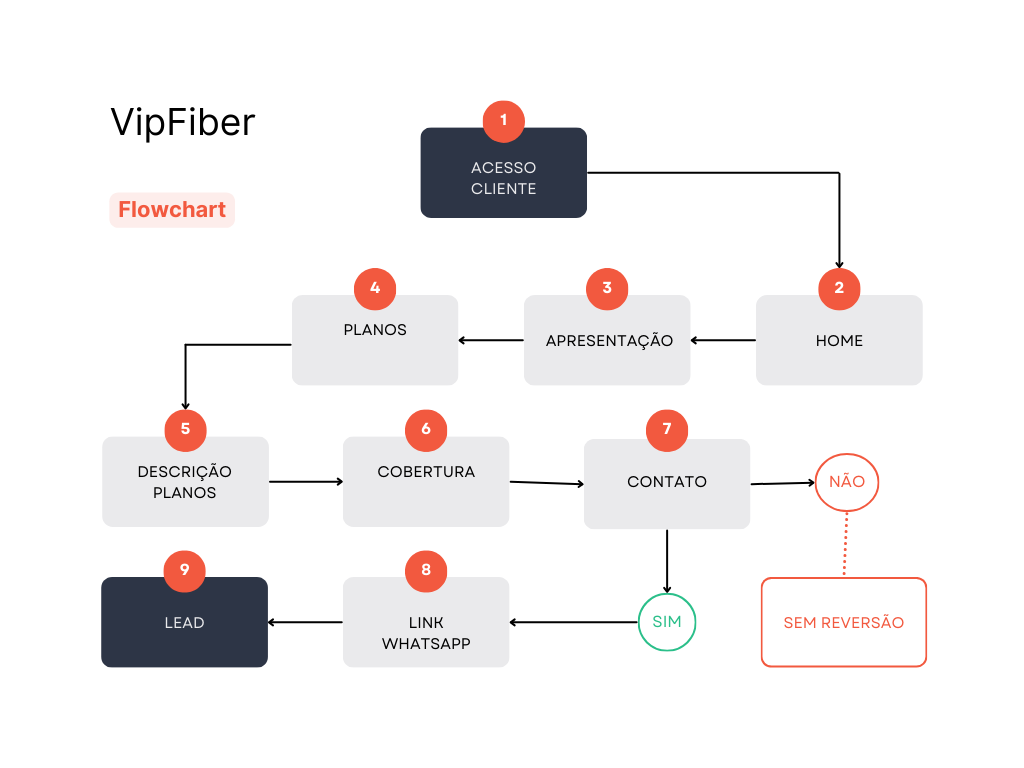 VipFiber
Flowchart
1
ACESSO
CLIENTE
2
HOME
3
APRESENTAÇÃO
4
PLANOS
5
DESCRIÇÃO
PLANOS
6
COBERTURA
7
CONTATO
NÃO
SEM REVERSÃO
SIM
8
LINK
WHATSAPP
9
LEAD